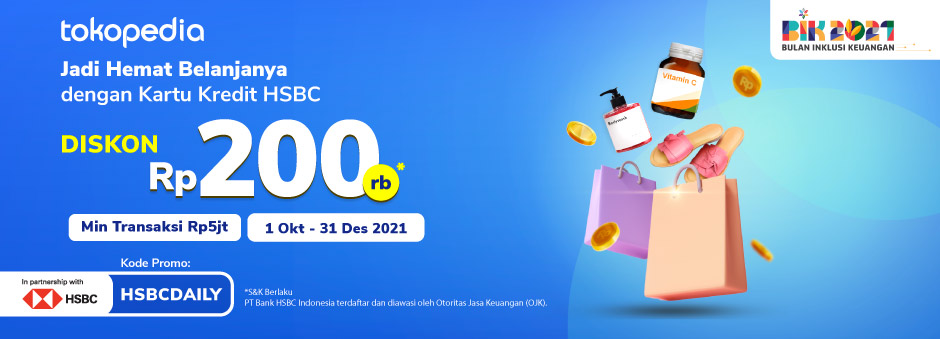 tokopedia
BIK 2021
BULAN INKLUSI KEUANGAN
Jadi Hemat Belanjanya
dengan Kartu Kredit HSBC
DISKON
Rp200rb*
Min Transaksi Rp5jt
1 Okt - 31 Des 2021
Kode Promo:
In partnership with
HSBC
HSBCDAILY
*S&K Berlaku
PT Bank HSBC Indonesia terdaftar dan diawasi oleh Otoritas Jasa Keuangan (OJK).
Vitamin C
Bodywash
Rp